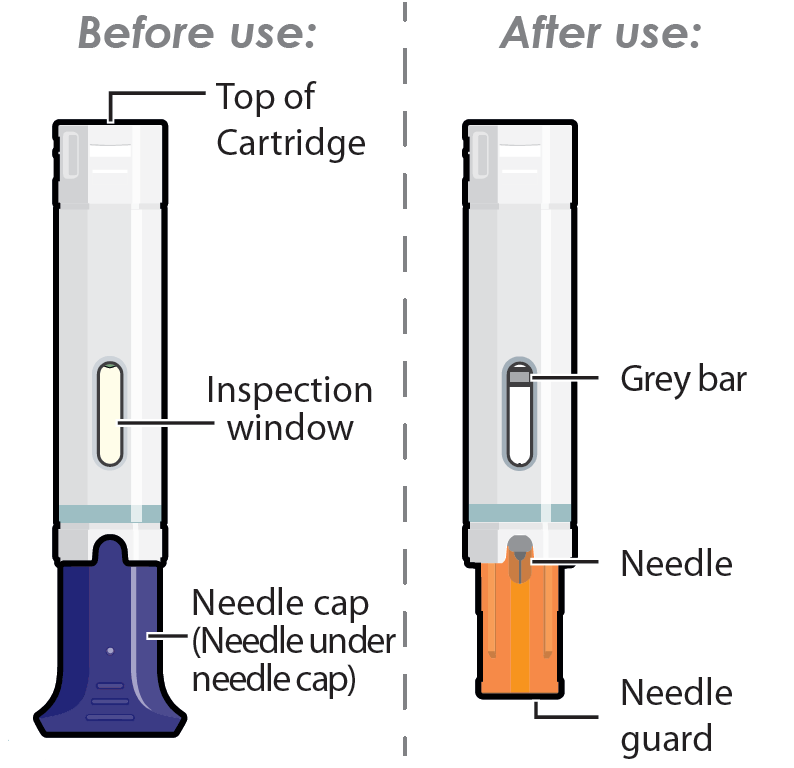 Before use:
Top of
Cartridge
Inspection
window
Needle cap
(Needle under
needle cap)
After use:
Grey bar
Needle
Needle
guard